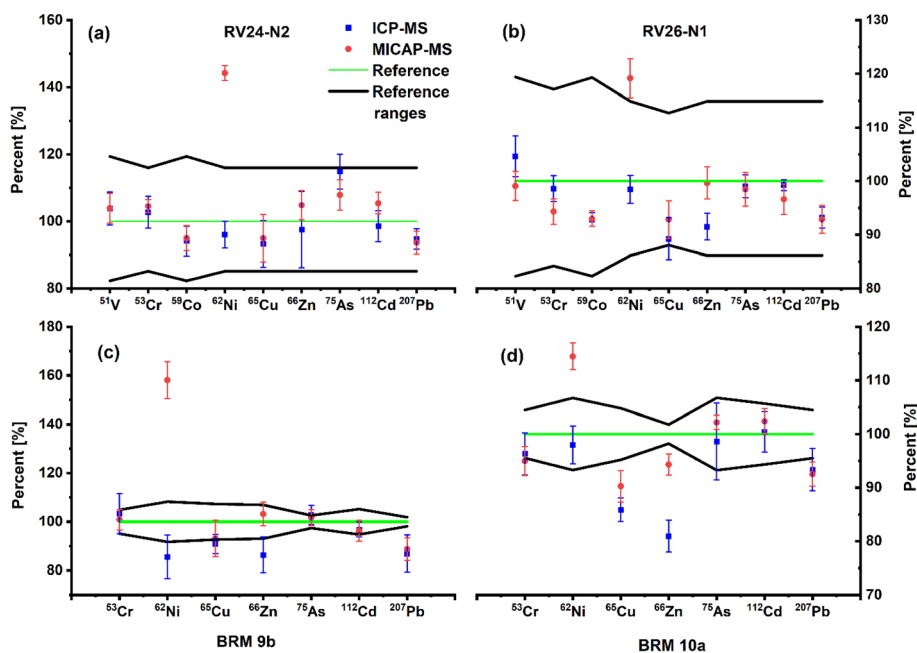 (a)
RV24-N2
ICP-MS
MICAP-MS
Reference
Reference
ranges
Percent [%]
160
140
120
100
80
⁵¹V ⁵³Cr ⁵⁹Co ⁶²Ni ⁶⁵Cu ⁶⁶Zn ⁷⁵As ¹¹²Cd ²⁰⁷Pb
(b)
RV26-N1
130
120
110
100
90
80
Percent [%]
⁵¹V ⁵³Cr ⁵⁹Co ⁶²Ni ⁶⁵Cu ⁶⁶Zn ⁷⁵As ¹¹²Cd ²⁰⁷Pb
(c)
Percent [%]
180
160
140
120
100
80
⁵³Cr ⁶²Ni ⁶⁵Cu ⁶⁶Zn ⁷⁵As ¹¹²Cd ²⁰⁷Pb
BRM 9b
(d)
120
110
100
90
80
70
Percent [%]
⁵³Cr ⁶²Ni ⁶⁵Cu ⁶⁶Zn ⁷⁵As ¹¹²Cd ²⁰⁷Pb
BRM 10a